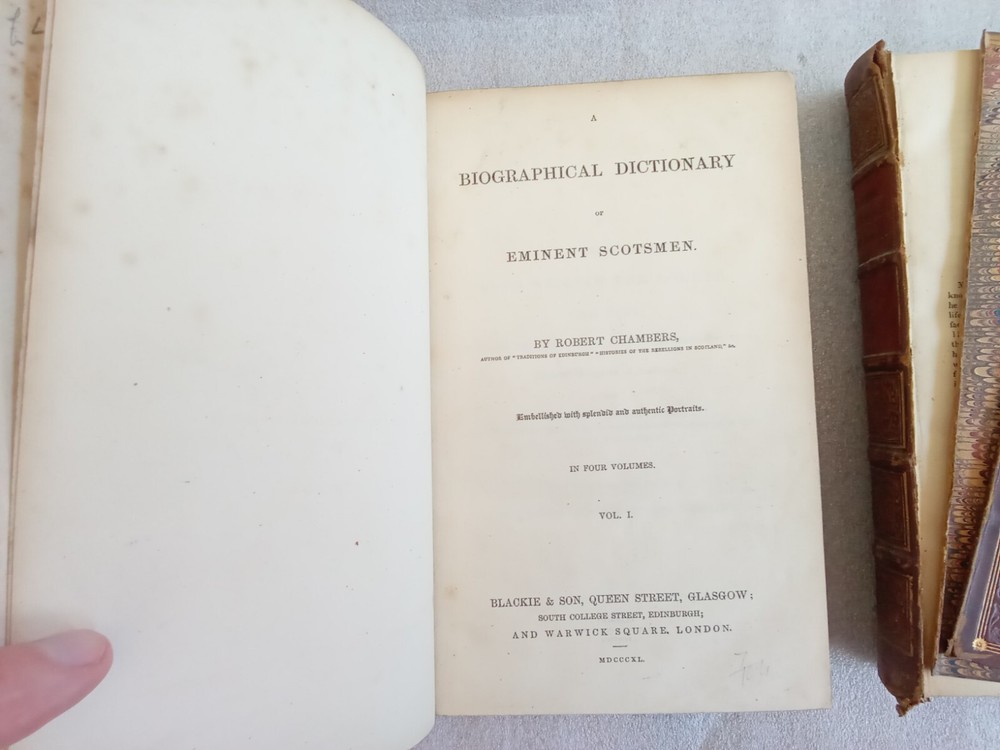 A
BIOGRAPHICAL DICTIONARY
OF
EMINENT SCOTSMEN.
BY ROBERT CHAMBERS,
AUTHOR OF "TRADITIONS OF EDINBURGH" "HISTORIES OF THE REBELLIONS IN SCOTLAND," &c.
Embellished with splendid and authentic Portraits.
IN FOUR VOLUMES.
VOL. I.
BLACKIE & SON, QUEEN STREET, GLASGOW;
SOUTH COLLEGE STREET, EDINBURGH;
AND WARWICK SQUARE, LONDON.
MDCCCXL.